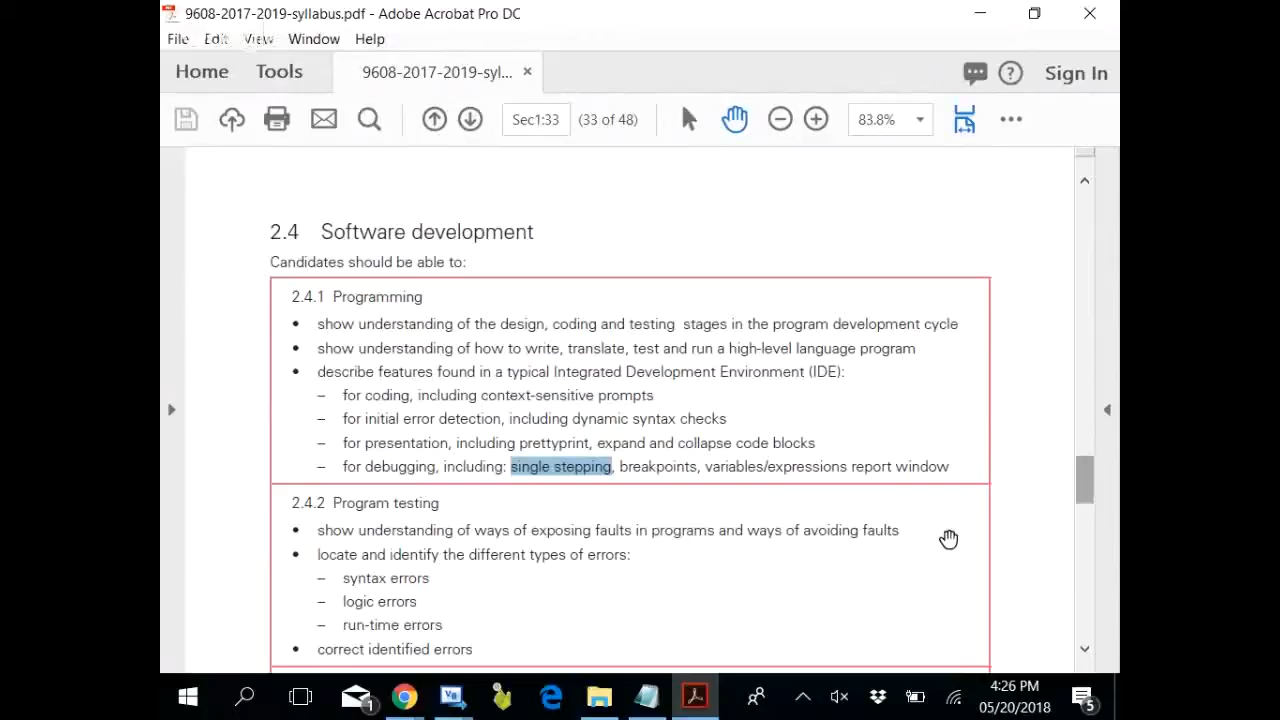 9608-2017-2019-syllabus.pdf - Adobe Acrobat Pro DC
File Edit View Window Help
Home Tools 9608-2017-2019-syl... × Sign In
Sec1:33 (33 of 48) 83.8%
2.4 Software development
Candidates should be able to:
2.4.1 Programming
• show understanding of the design, coding and testing stages in the program development cycle
• show understanding of how to write, translate, test and run a high-level language program
• describe features found in a typical Integrated Development Environment (IDE):
– for coding, including context-sensitive prompts
– for initial error detection, including dynamic syntax checks
– for presentation, including prettyprint, expand and collapse code blocks
– for debugging, including: single stepping, breakpoints, variables/expressions report window
2.4.2 Program testing
• show understanding of ways of exposing faults in programs and ways of avoiding faults
• locate and identify the different types of errors:
– syntax errors
– logic errors
– run-time errors
• correct identified errors
4:26 PM
05/20/2018
1
5